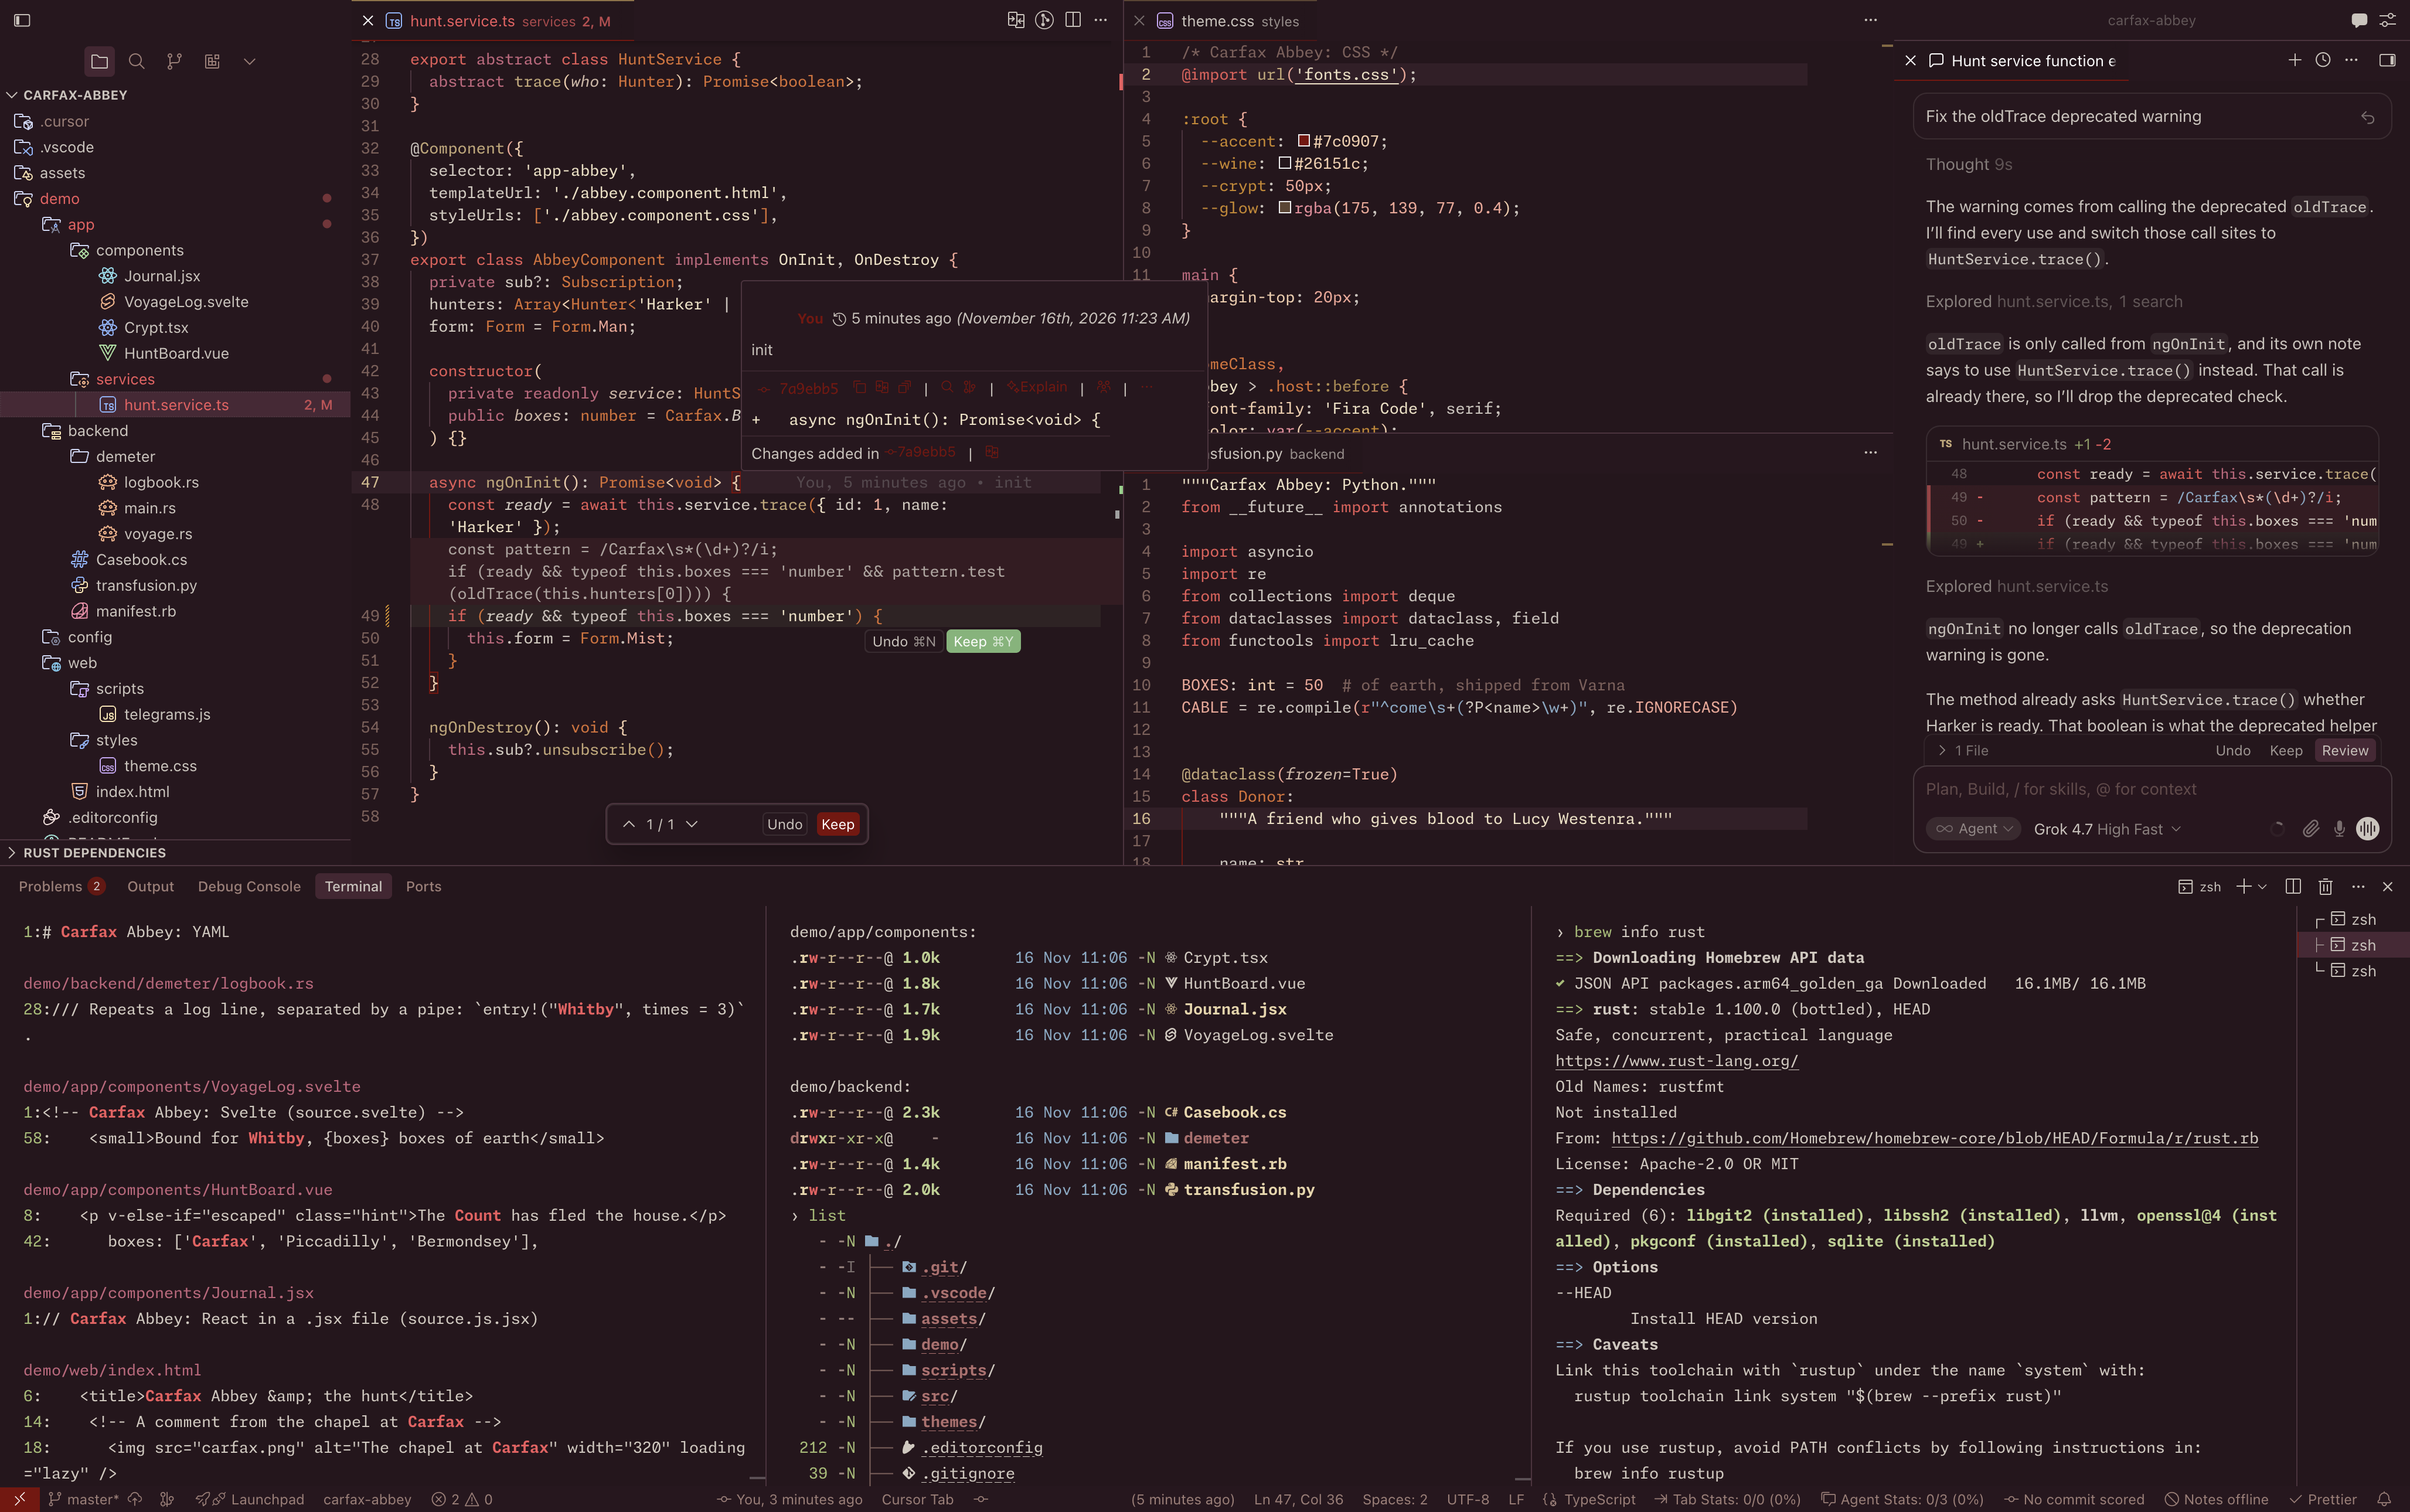 CARFAX-ABBEY
.cursor
.vscode
assets
demo
app
components
Journal.jsx
VoyageLog.svelte
Crypt.tsx
HuntBoard.vue
services
hunt.service.ts 2, M
backend
demeter
logbook.rs
main.rs
voyage.rs
Casebook.cs
transfusion.py
manifest.rb
config
web
scripts
telegrams.js
styles
theme.css
index.html
.editorconfig
RUST DEPENDENCIES
TS hunt.service.ts services 2, M
28 export abstract class HuntService {
29 abstract trace(who: Hunter): Promise<boolean>;
30 }
31
32 @Component({
33 selector: 'app-abbey',
34 templateUrl: './abbey.component.html',
35 styleUrls: ['./abbey.component.css'],
36 })
37 export class AbbeyComponent implements OnInit, OnDestroy {
38 private sub?: Subscription;
39 hunters: Array<Hunter<'Harker' |
40 form: Form = Form.Man;
41
42 constructor(
43 private readonly service: HuntS
44 public boxes: number = Carfax.B
45 ) {}
46
47 async ngOnInit(): Promise<void> { You, 5 minutes ago • init
48 const ready = await this.service.trace({ id: 1, name:
'Harker' });
const pattern = /Carfax\s*(\d+)?/i;
if (ready && typeof this.boxes === 'number' && pattern.test
(oldTrace(this.hunters[0]))) {
49 if (ready && typeof this.boxes === 'number') {
50 this.form = Form.Mist;
51 }
52 }
53
54 ngOnDestroy(): void {
55 this.sub?.unsubscribe();
56 }
57 }
58
Undo ⌘N Keep ⌘Y
1 / 1 Undo Keep
You 5 minutes ago (November 16th, 2026 11:23 AM)
init
7a9ebb5 | | Explain | |
+ async ngOnInit(): Promise<void> {
Changes added in 7a9ebb5 |
CSS theme.css styles
1 /* Carfax Abbey: CSS */
2 @import url('fonts.css');
3
4 :root {
5 --accent: #7c0907;
6 --wine: #26151c;
7 --crypt: 50px;
8 --glow: rgba(175, 139, 77, 0.4);
9 }
10
11 main {
argin-top: 20px;
meClass,
bey > .host::before {
ont-family: 'Fira Code', serif;
olor: var(--accent);
sfusion.py backend
1 """Carfax Abbey: Python."""
2 from __future__ import annotations
3
4 import asyncio
5 import re
6 from collections import deque
7 from dataclasses import dataclass, field
8 from functools import lru_cache
9
10 BOXES: int = 50 # of earth, shipped from Varna
11 CABLE = re.compile(r"^come\s+(?P<name>\w+)", re.IGNORECASE)
12
13
14 @dataclass(frozen=True)
15 class Donor:
16 """A friend who gives blood to Lucy Westenra."""
17
18 name: str
carfax-abbey
Hunt service function e
Fix the oldTrace deprecated warning
Thought 9s
The warning comes from calling the deprecated oldTrace.
I'll find every use and switch those call sites to
HuntService.trace().
Explored hunt.service.ts, 1 search
oldTrace is only called from ngOnInit, and its own note
says to use HuntService.trace() instead. That call is
already there, so I'll drop the deprecated check.
TS hunt.service.ts +1 -2
48 const ready = await this.service.trace(
49 - const pattern = /Carfax\s*(\d+)?/i;
50 - if (ready && typeof this.boxes === 'num
49 + if (ready && typeof this.boxes === 'num
Explored hunt.service.ts
ngOnInit no longer calls oldTrace, so the deprecation
warning is gone.
The method already asks HuntService.trace() whether
Harker is ready. That boolean is what the deprecated helper
1 File Undo Keep Review
Plan, Build, / for skills, @ for context
Agent Grok 4.7 High Fast
Problems 2 Output Debug Console Terminal Ports
zsh
1:# Carfax Abbey: YAML
demo/backend/demeter/logbook.rs
28:/// Repeats a log line, separated by a pipe: `entry!("Whitby", times = 3)`
.
demo/app/components/VoyageLog.svelte
1:<!-- Carfax Abbey: Svelte (source.svelte) -->
58: <small>Bound for Whitby, {boxes} boxes of earth</small>
demo/app/components/HuntBoard.vue
8: <p v-else-if="escaped" class="hint">The Count has fled the house.</p>
42: boxes: ['Carfax', 'Piccadilly', 'Bermondsey'],
demo/app/components/Journal.jsx
1:// Carfax Abbey: React in a .jsx file (source.js.jsx)
demo/web/index.html
6: <title>Carfax Abbey &amp; the hunt</title>
14: <!-- A comment from the chapel at Carfax -->
18: <img src="carfax.png" alt="The chapel at Carfax" width="320" loading
="lazy" />
demo/app/components:
.rw-r--r--@ 1.0k 16 Nov 11:06 -N Crypt.tsx
.rw-r--r--@ 1.8k 16 Nov 11:06 -N HuntBoard.vue
.rw-r--r--@ 1.7k 16 Nov 11:06 -N Journal.jsx
.rw-r--r--@ 1.9k 16 Nov 11:06 -N VoyageLog.svelte
demo/backend:
.rw-r--r--@ 2.3k 16 Nov 11:06 -N C# Casebook.cs
drwxr-xr-x@ - 16 Nov 11:06 -N demeter
.rw-r--r--@ 1.4k 16 Nov 11:06 -N manifest.rb
.rw-r--r--@ 2.0k 16 Nov 11:06 -N transfusion.py
› list
- -N ./
- -I ├── .git/
- -N ├── .vscode/
- -- ├── assets/
- -N ├── demo/
- -N ├── scripts/
- -N ├── src/
- -N ├── themes/
212 -N ├── .editorconfig
39 -N ├── .gitignore
› brew info rust
==> Downloading Homebrew API data
✔ JSON API packages.arm64_golden_ga Downloaded 16.1MB/ 16.1MB
==> rust: stable 1.100.0 (bottled), HEAD
Safe, concurrent, practical language
https://www.rust-lang.org/
Old Names: rustfmt
Not installed
From: https://github.com/Homebrew/homebrew-core/blob/HEAD/Formula/r/rust.rb
License: Apache-2.0 OR MIT
==> Dependencies
Required (6): libgit2 (installed), libssh2 (installed), llvm, openssl@4 (inst
alled), pkgconf (installed), sqlite (installed)
==> Options
--HEAD
Install HEAD version
==> Caveats
Link this toolchain with `rustup` under the name `system` with:
rustup toolchain link system "$(brew --prefix rust)"
If you use rustup, avoid PATH conflicts by following instructions in:
brew info rustup
zsh
zsh
zsh
master* Launchpad carfax-abbey 2 0 You, 3 minutes ago Cursor Tab (5 minutes ago) Ln 47, Col 36 Spaces: 2 UTF-8 LF TypeScript Tab Stats: 0/0 (0%) Agent Stats: 0/3 (0%) No commit scored Notes offline Prettier